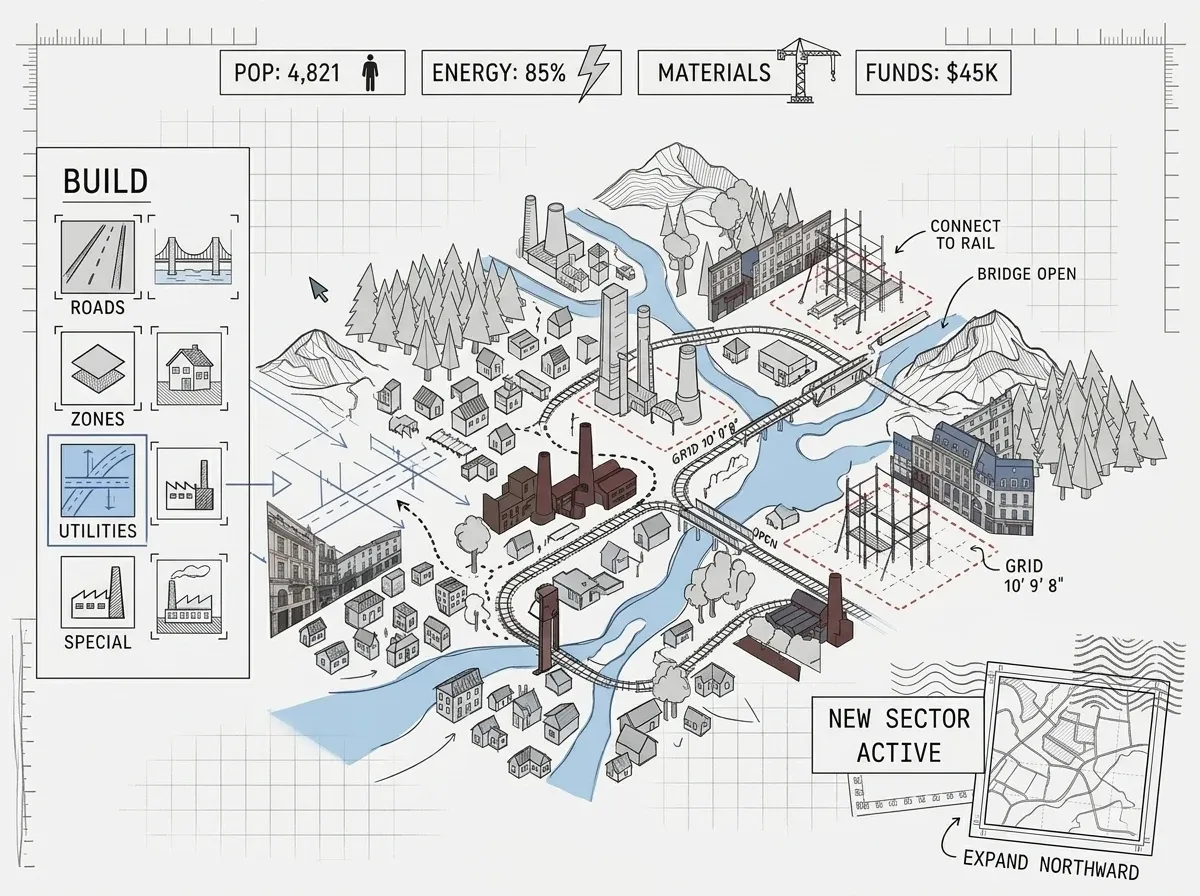 POP: 4,821
ENERGY: 85%
MATERIALS
FUNDS: $45K
BUILD
ROADS
ZONES
UTILITIES
SPECIAL
CONNECT
TO RAIL
BRIDGE OPEN
GRID 10' 9' 8"
OPEN
GRID
10' 9' 8"
NEW SECTOR
ACTIVE
EXPAND NORTHWARD